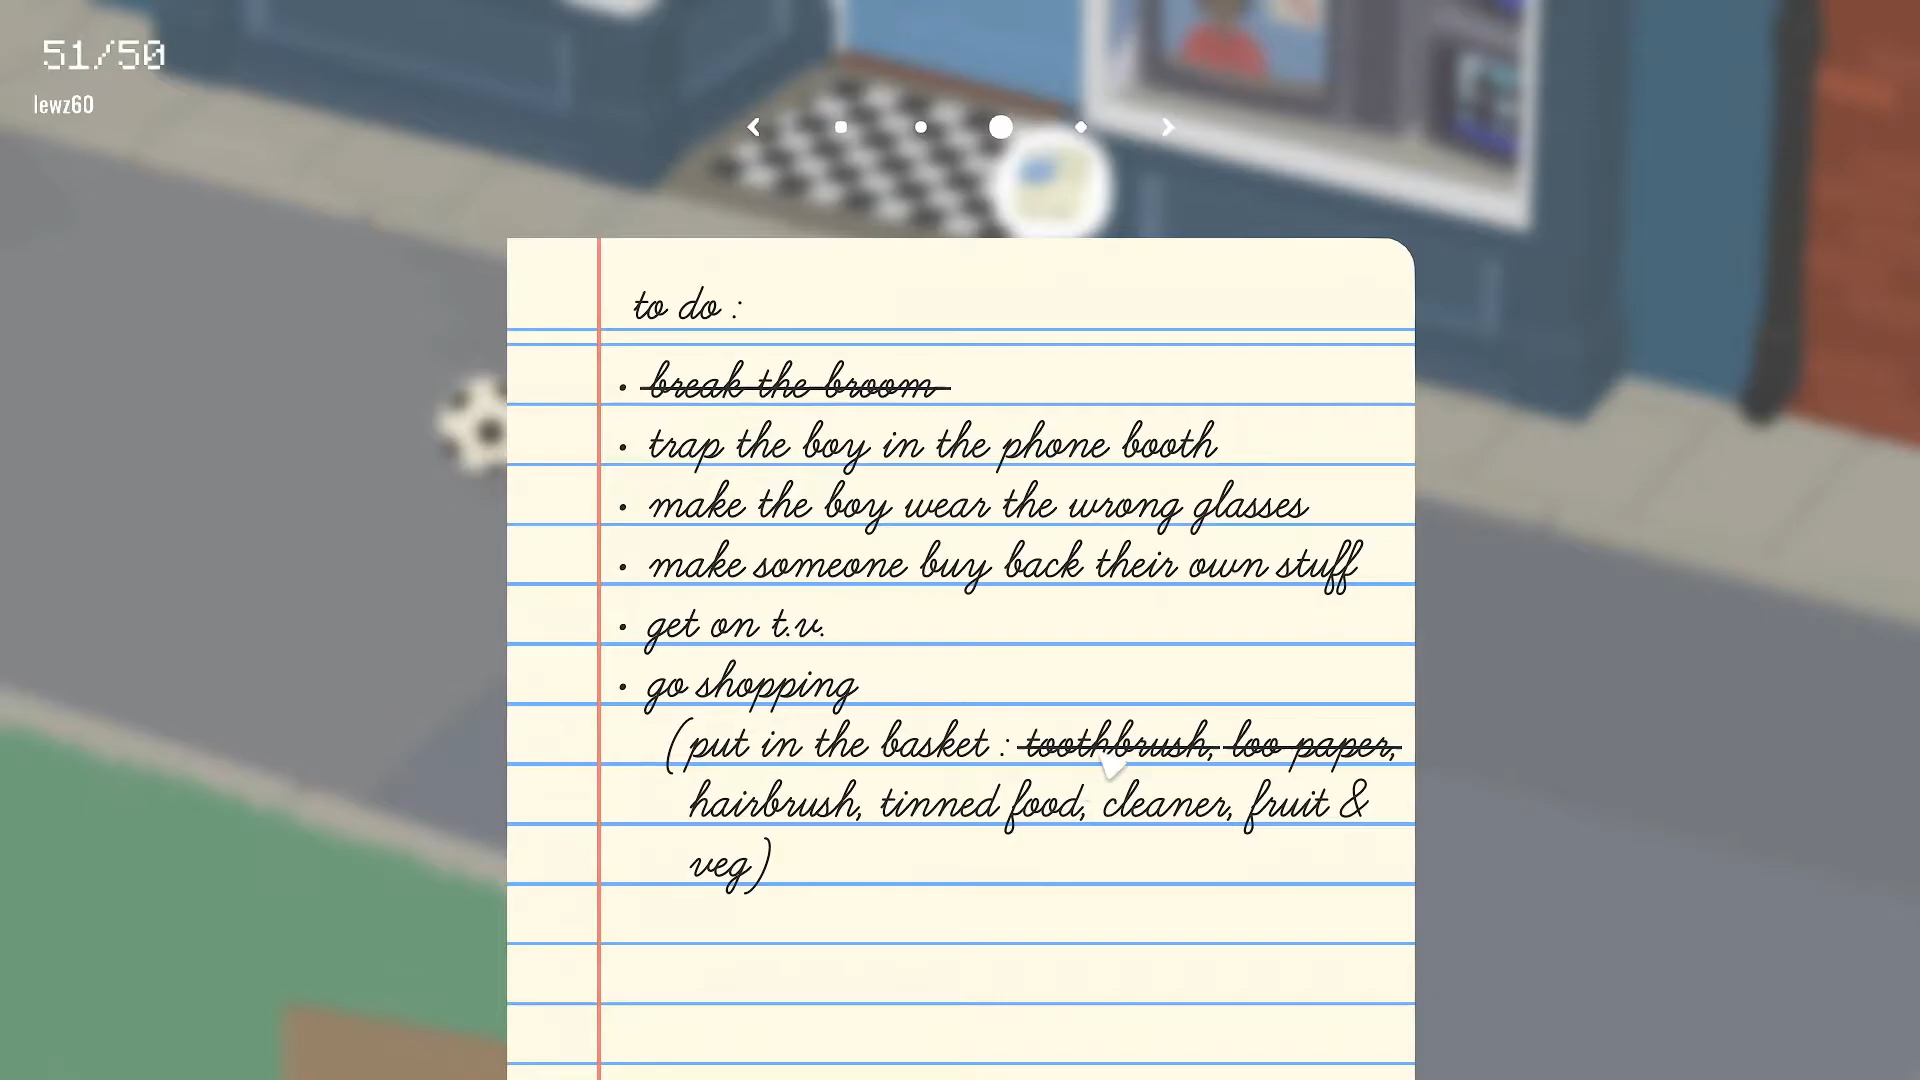 51/50
lewz60
to do :
• break the broom
• trap the boy in the phone booth
• make the boy wear the wrong glasses
• make someone buy back their own stuff
• get on t.v.
• go shopping
(put in the basket : toothbrush, loo paper,
hairbrush, tinned food, cleaner, fruit &
veg)